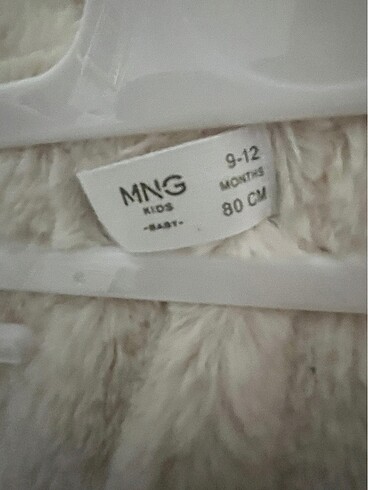 MNG
KIDS
-BABY-
9-12
MONTHS
80 CM